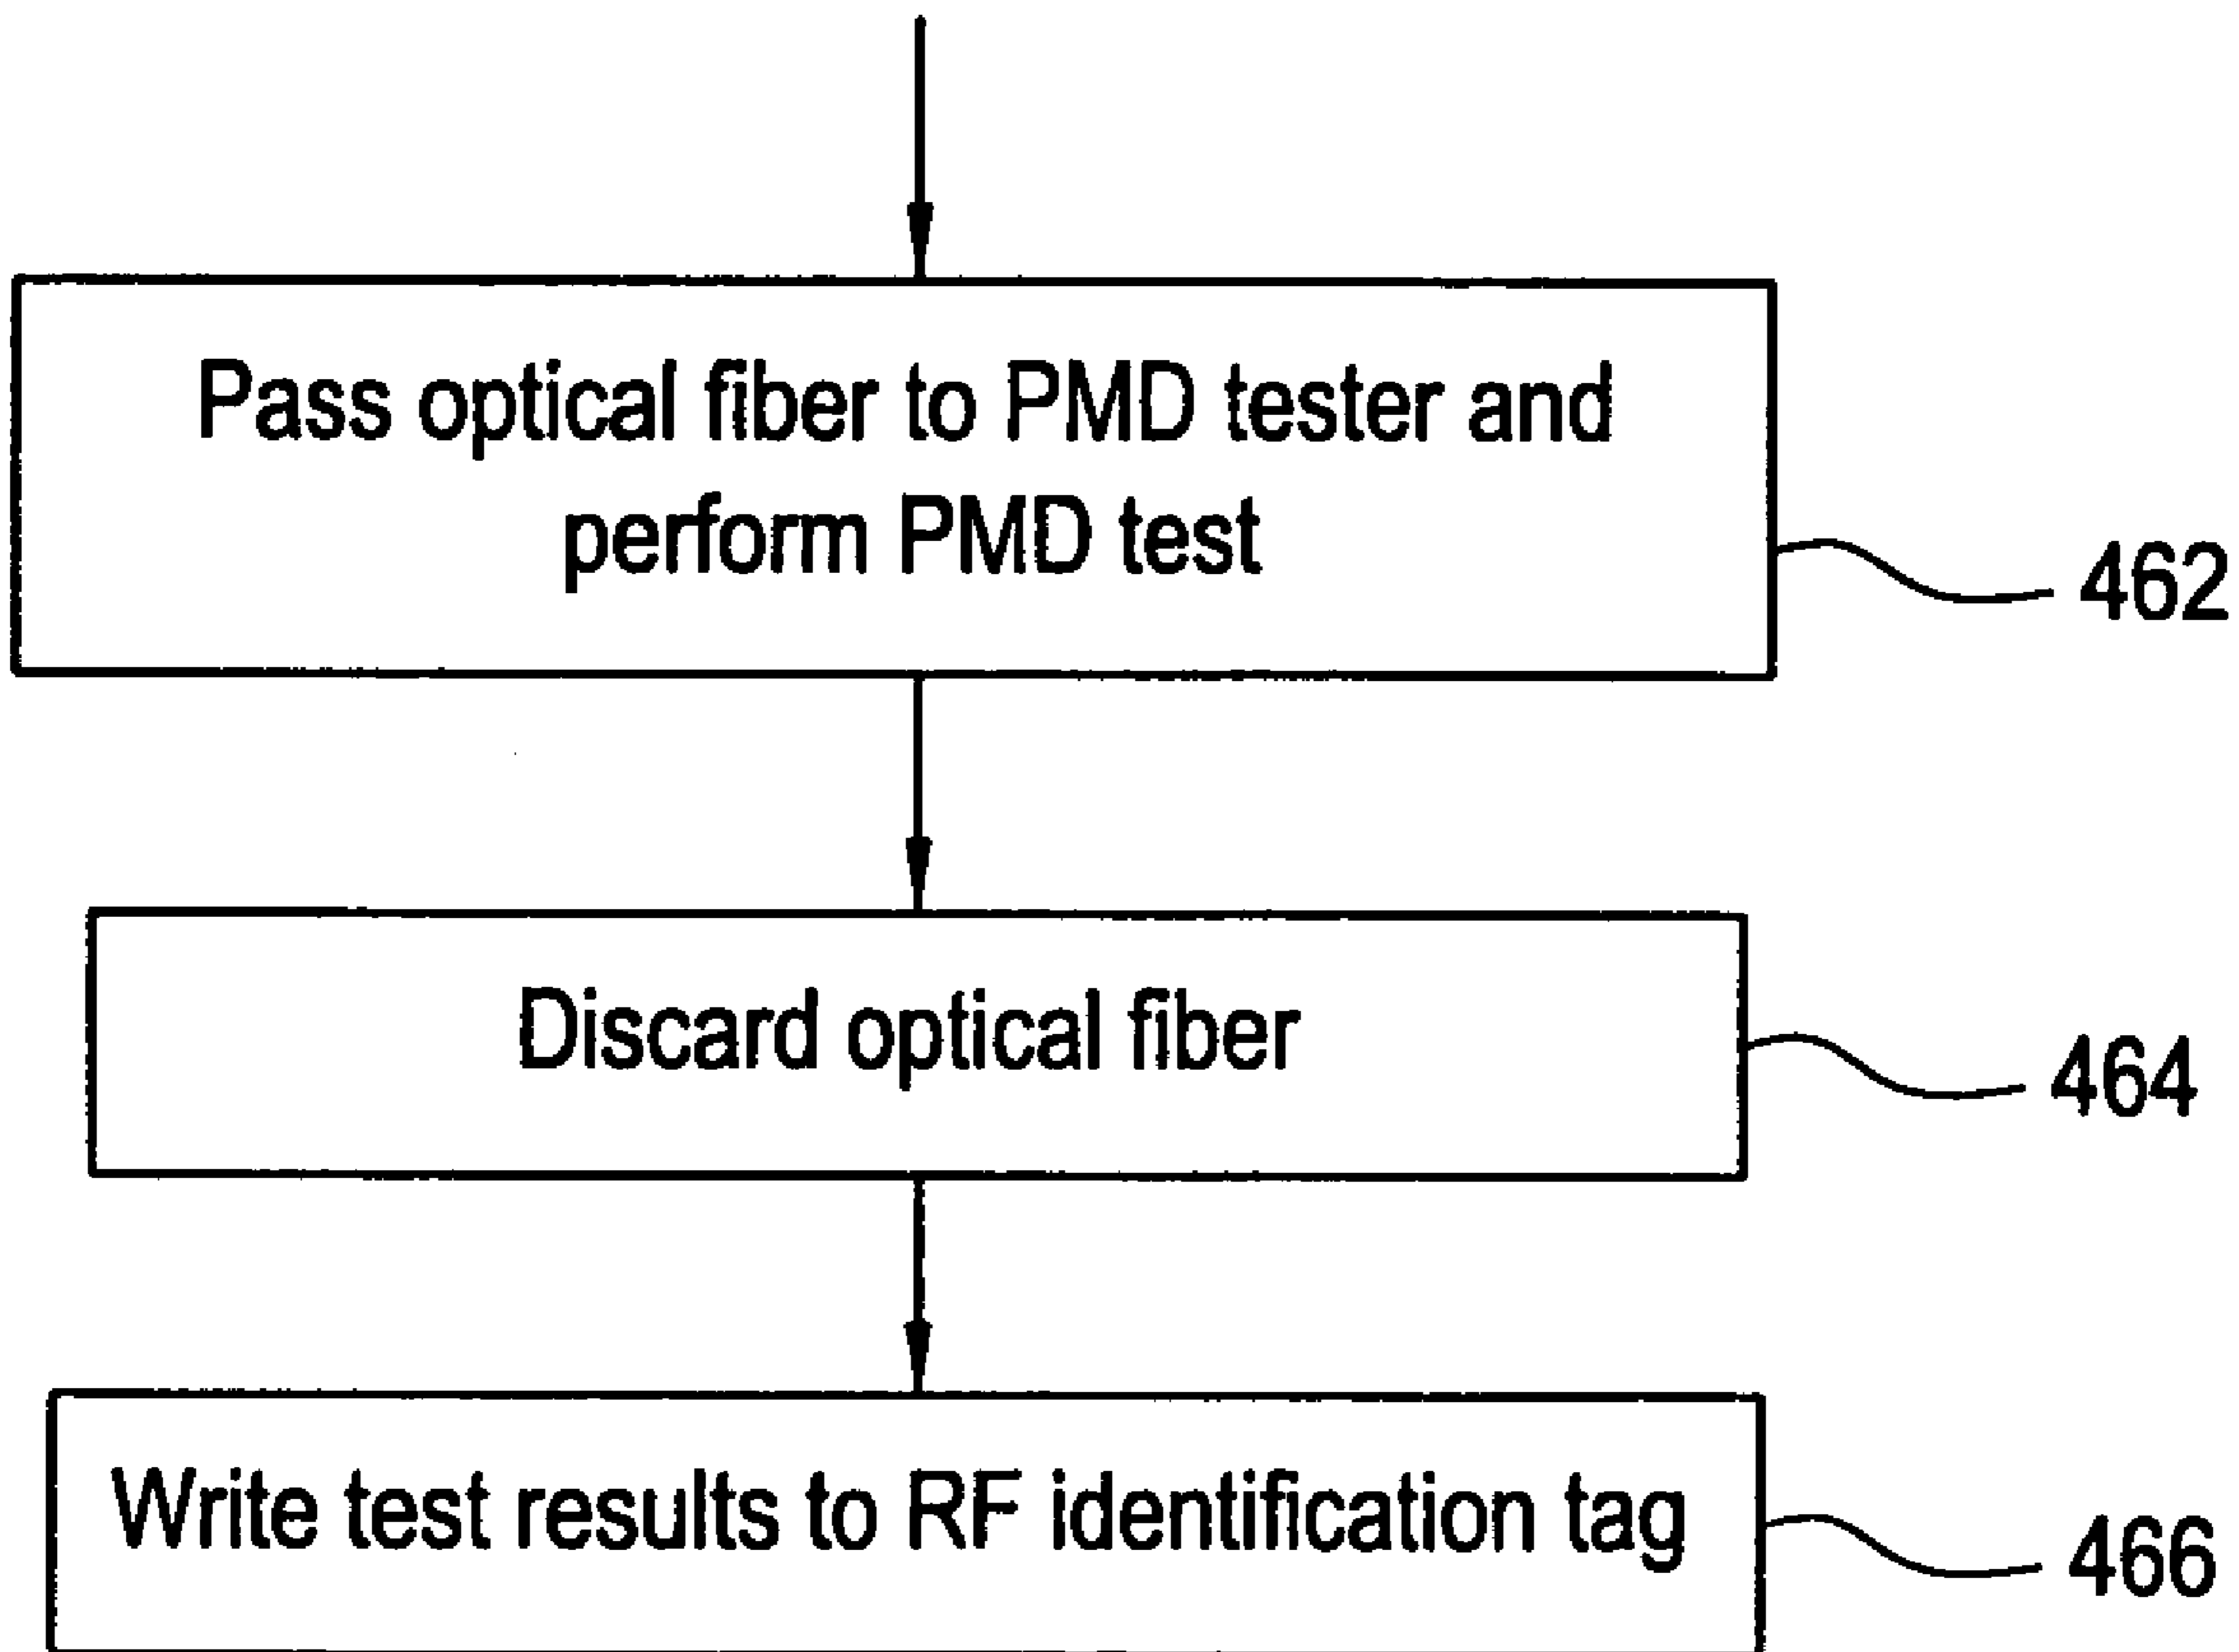 Pass optical fiber to PMD tester and
perform PMD test
462
Discard optical fiber
464
Write test results to RF identification tag
466